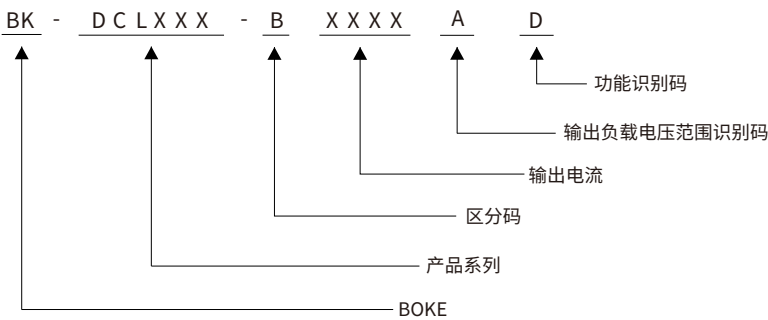 BK - DCLXXX - B XXXX A D
功能识别码
输出负载电压范围识别码
输出电流
区分码
产品系列
BOKE